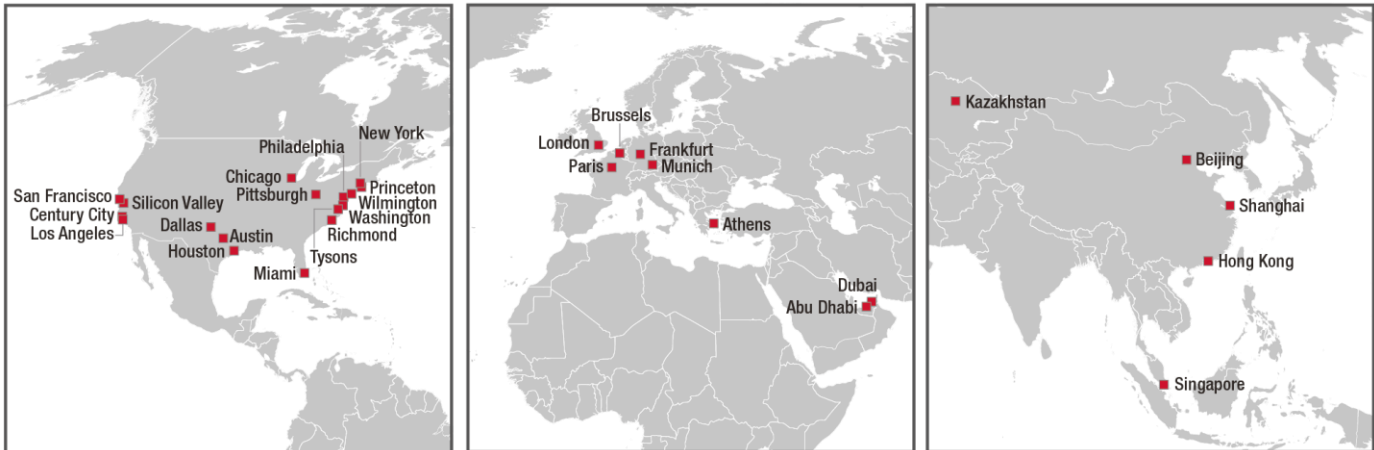 New York
Philadelphia
Chicago
Pittsburgh
Princeton
Wilmington
Washington
Richmond
San Francisco
Silicon Valley
Century City
Los Angeles
Dallas
Austin
Houston
Tysons
Miami
Brussels
London
Frankfurt
Paris
Munich
Athens
Dubai
Abu Dhabi
Kazakhstan
Beijing
Shanghai
Hong Kong
Singapore